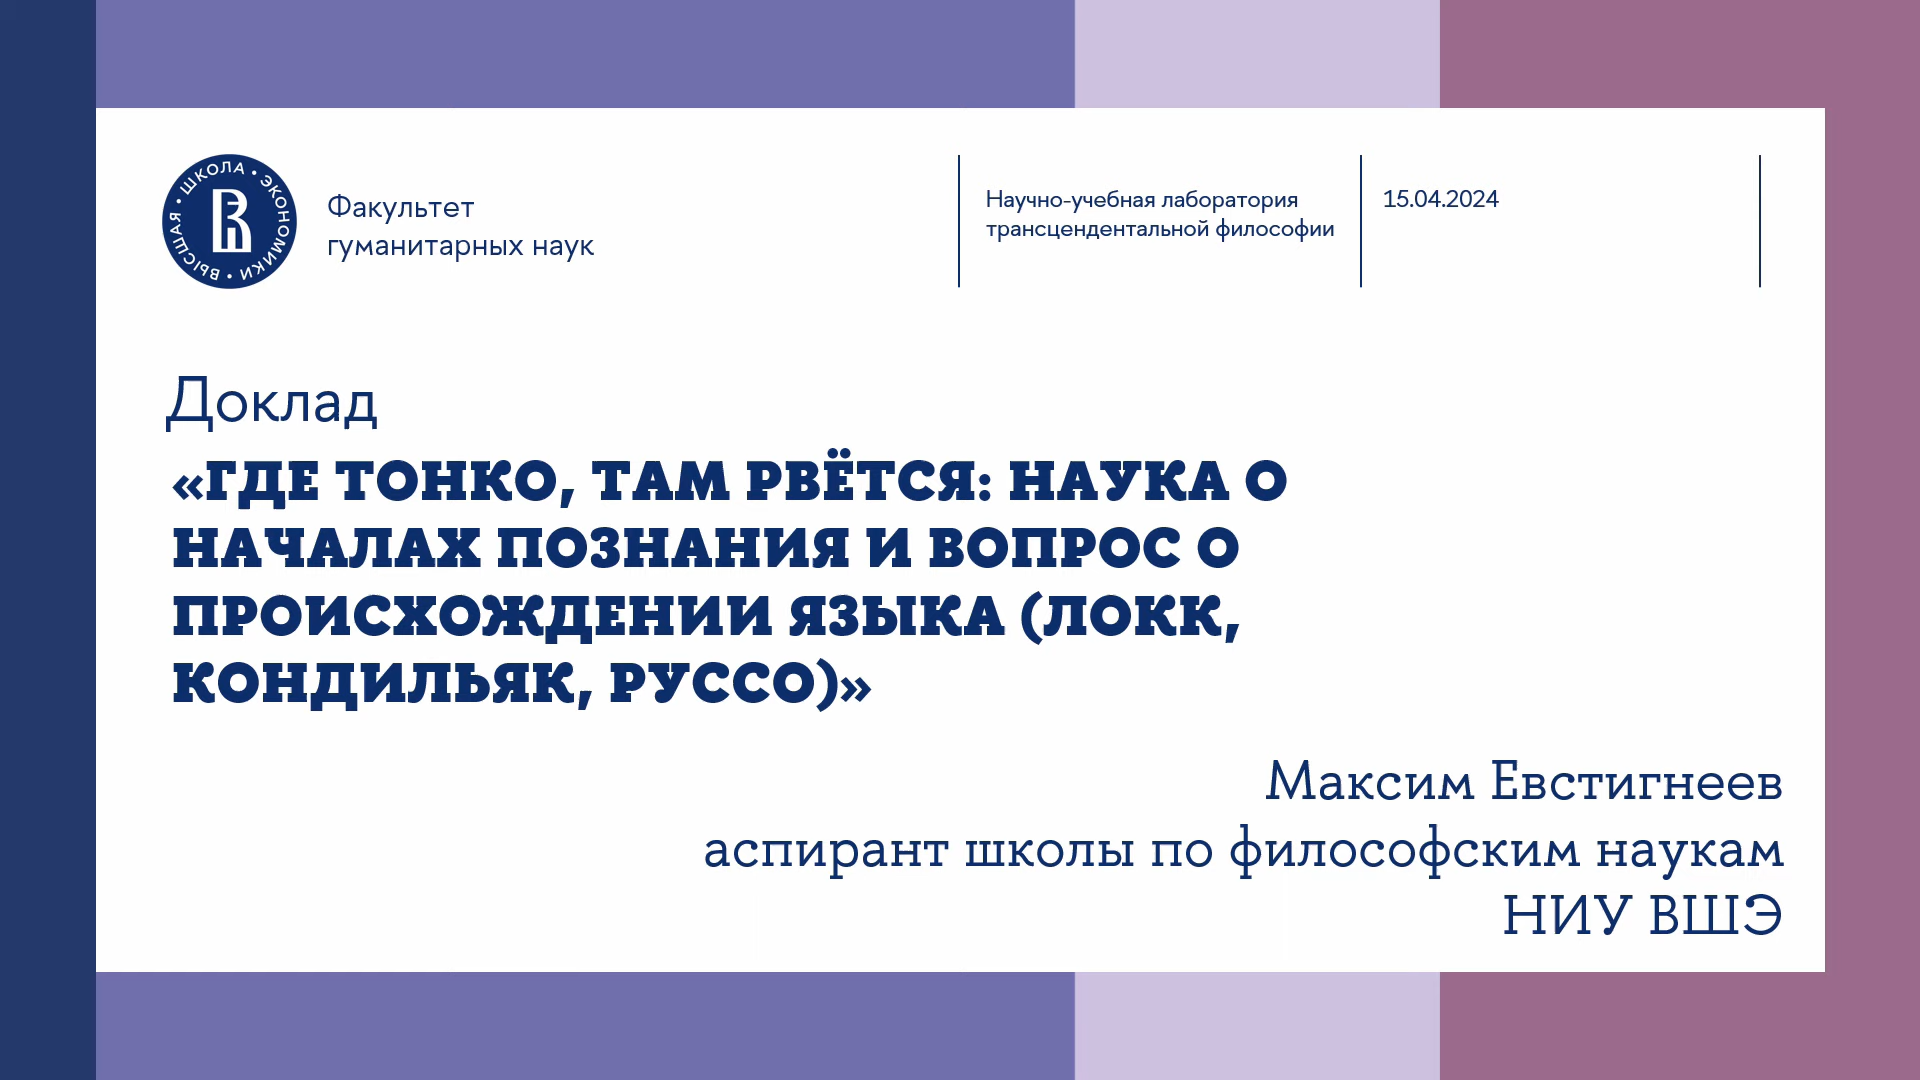 ВЫСШАЯ • ШКОЛА • ЭКОНОМИКИ •
Факультет
гуманитарных наук
Научно-учебная лаборатория
трансцендентальной философии
15.04.2024
Доклад
«ГДЕ ТОНКО, ТАМ РВЁТСЯ: НАУКА О
НАЧАЛАХ ПОЗНАНИЯ И ВОПРОС О
ПРОИСХОЖДЕНИИ ЯЗЫКА (ЛОКК,
КОНДИЛЬЯК, РУССО)»
Максим Евстигнеев
аспирант школы по философским наукам
НИУ ВШЭ